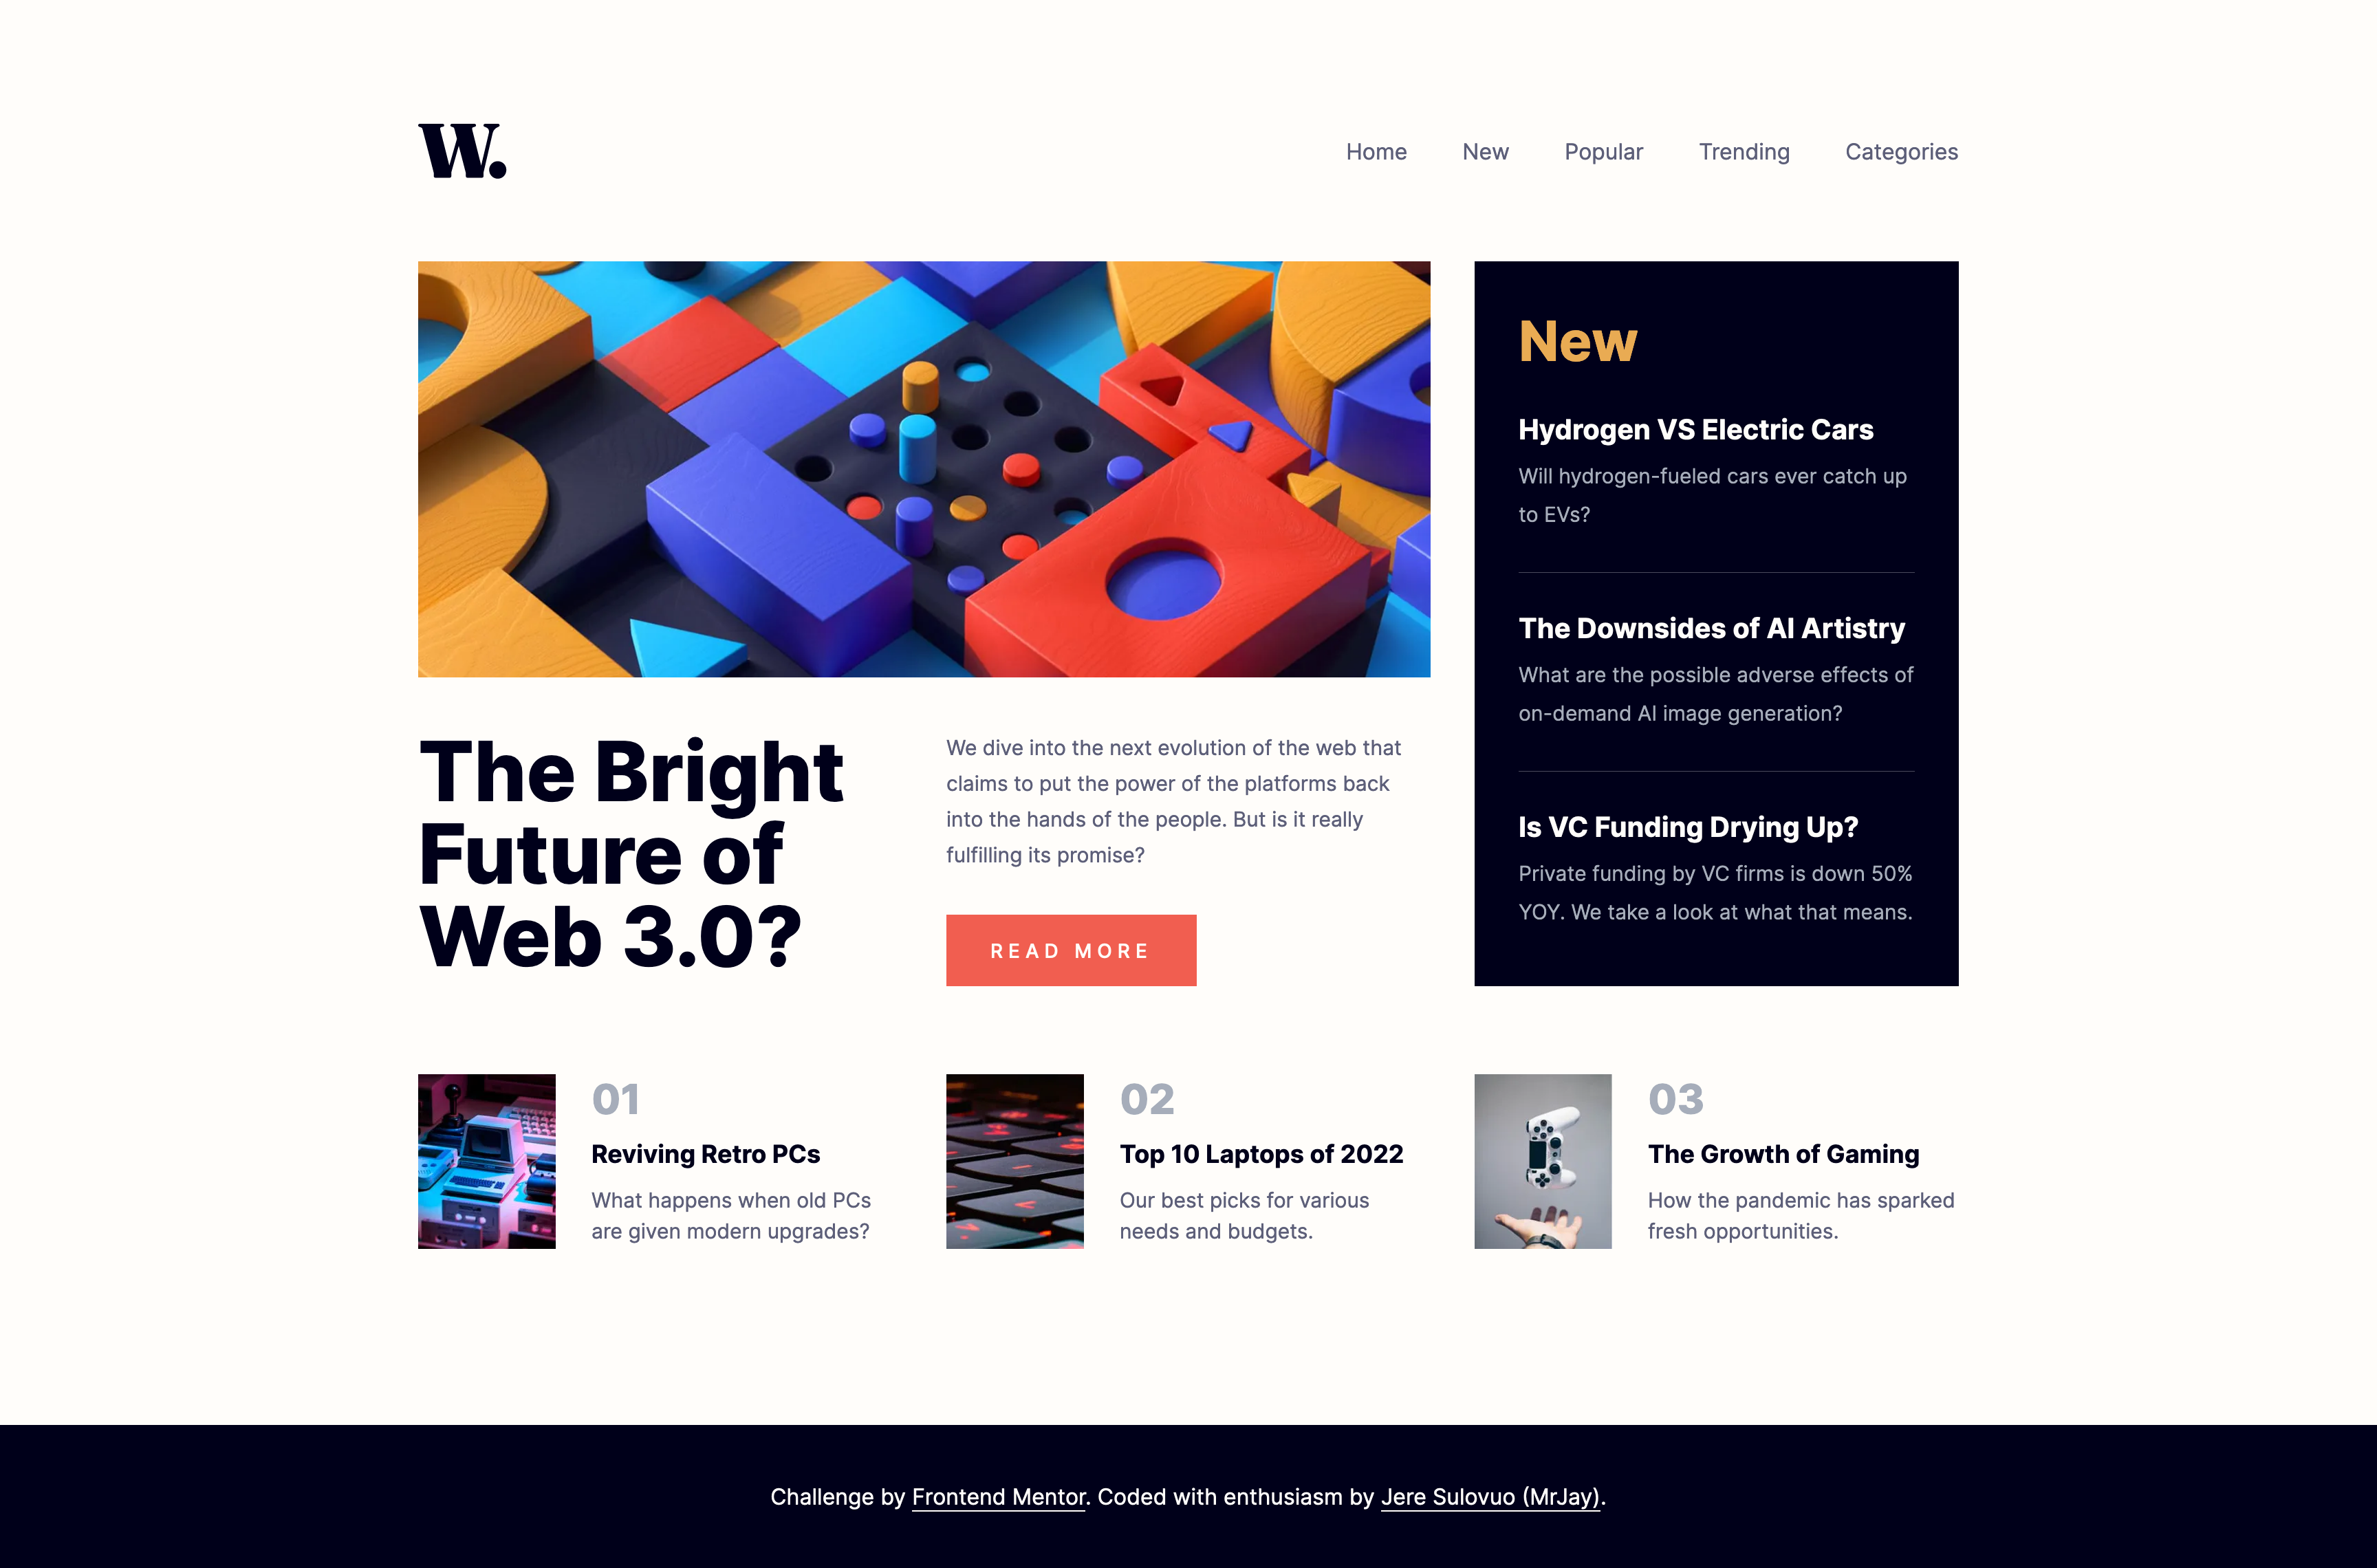 W.
Home New Popular Trending Categories
The Bright
Future of
Web 3.0?
We dive into the next evolution of the web that
claims to put the power of the platforms back
into the hands of the people. But is it really
fulfilling its promise?
READ MORE
New
Hydrogen VS Electric Cars
Will hydrogen-fueled cars ever catch up
to EVs?
The Downsides of AI Artistry
What are the possible adverse effects of
on-demand AI image generation?
Is VC Funding Drying Up?
Private funding by VC firms is down 50%
YOY. We take a look at what that means.
01
Reviving Retro PCs
What happens when old PCs
are given modern upgrades?
02
Top 10 Laptops of 2022
Our best picks for various
needs and budgets.
03
The Growth of Gaming
How the pandemic has sparked
fresh opportunities.
Challenge by Frontend Mentor. Coded with enthusiasm by Jere Sulovuo (MrJay).